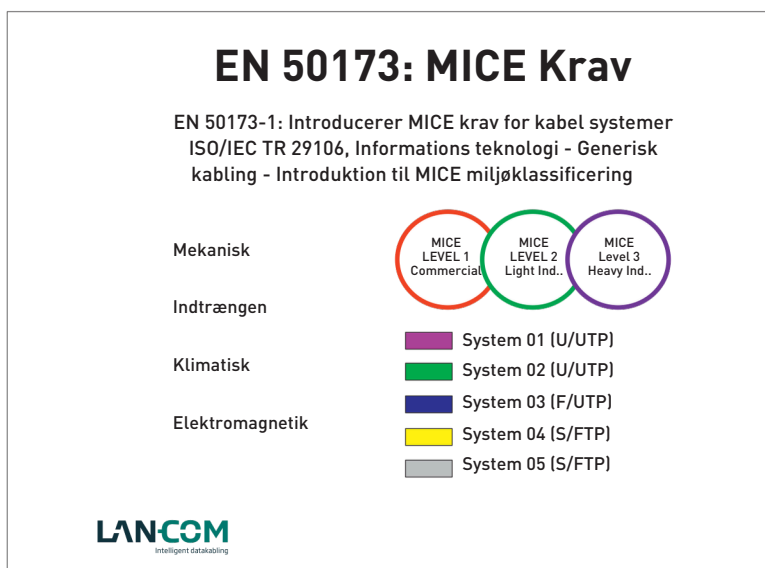 EN 50173: MICE Krav
EN 50173-1: Introducerer MICE krav for kabel systemer
ISO/IEC TR 29106, Informations teknologi - Generisk
kabling - Introduktion til MICE miljøklassificering
Mekanisk
Indtrængen
Klimatisk
Elektromagnetik
MICE
LEVEL 1
Commercial
MICE
LEVEL 2
Light Ind..
MICE
Level 3
Heavy Ind..
System 01 (U/UTP)
System 02 (U/UTP)
System 03 (F/UTP)
System 04 (S/FTP)
System 05 (S/FTP)
LAN-COM
Intelligent datakabling